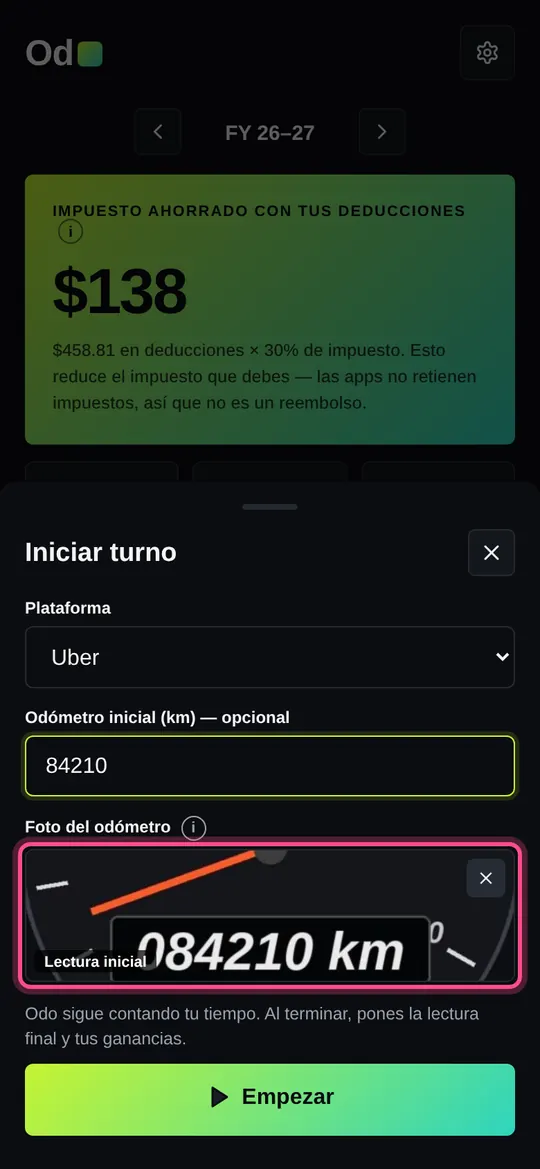 Od
FY 26–27
IMPUESTO AHORRADO CON TUS DEDUCCIONES
i
$138
$458.81 en deducciones × 30% de impuesto. Esto
reduce el impuesto que debes — las apps no retienen
impuestos, así que no es un reembolso.
Iniciar turno
Plataforma
Uber
Odómetro inicial (km) — opcional
84210
Foto del odómetro i
084210 km
0
Lectura inicial
Odo sigue contando tu tiempo. Al terminar, pones la lectura
final y tus ganancias.
Empezar